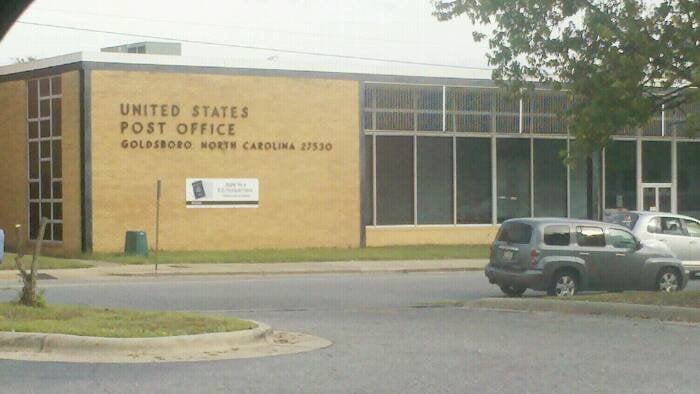 UNITED STATES
POST OFFICE
GOLDSBORO, NORTH CAROLINA 27530